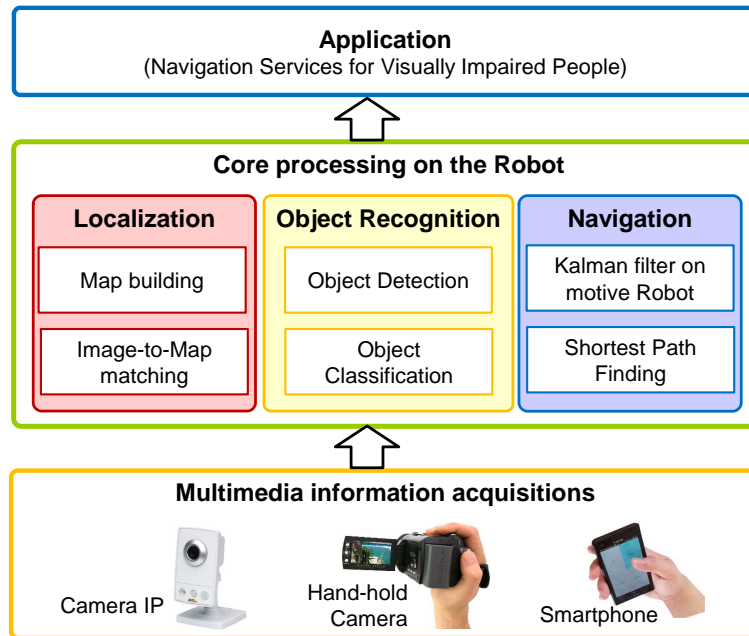 Application
(Navigation Services for Visually Impaired People)
Core processing on the Robot
Localization
Map building
Image-to-Map
matching
Object Recognition
Object Detection
Object
Classification
Navigation
Kalman filter on
motive Robot
Shortest Path
Finding
Multimedia information acquisitions
Camera IP
Hand-hold
Camera
Smartphone